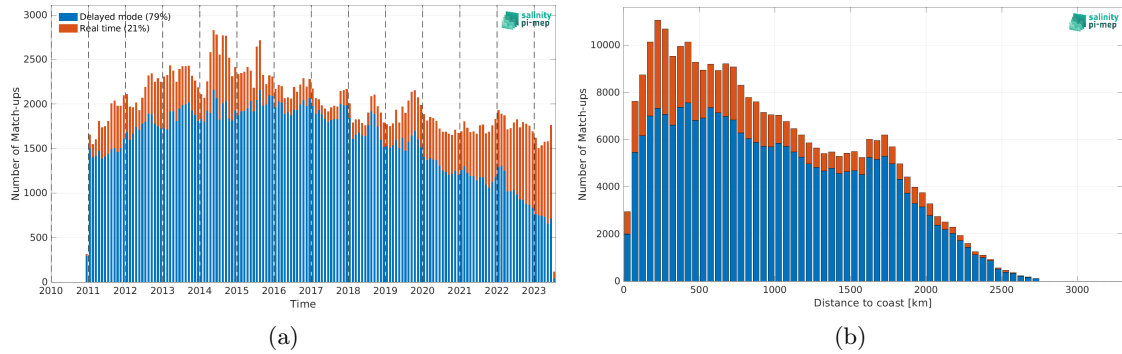 Delayed mode (79%)
Real time (21%)
salinity
pi-mep
Number of Match-ups
3000
2500
2000
1500
1000
500
0
2010 2011 2012 2013 2014 2015 2016 2017 2018 2019 2020 2021 2022 2023
Time
(a)
salinity
pi-mep
Number of Match-ups
10000
8000
6000
4000
2000
0
0 500 1000 1500 2000 2500 3000
Distance to coast [km]
(b)